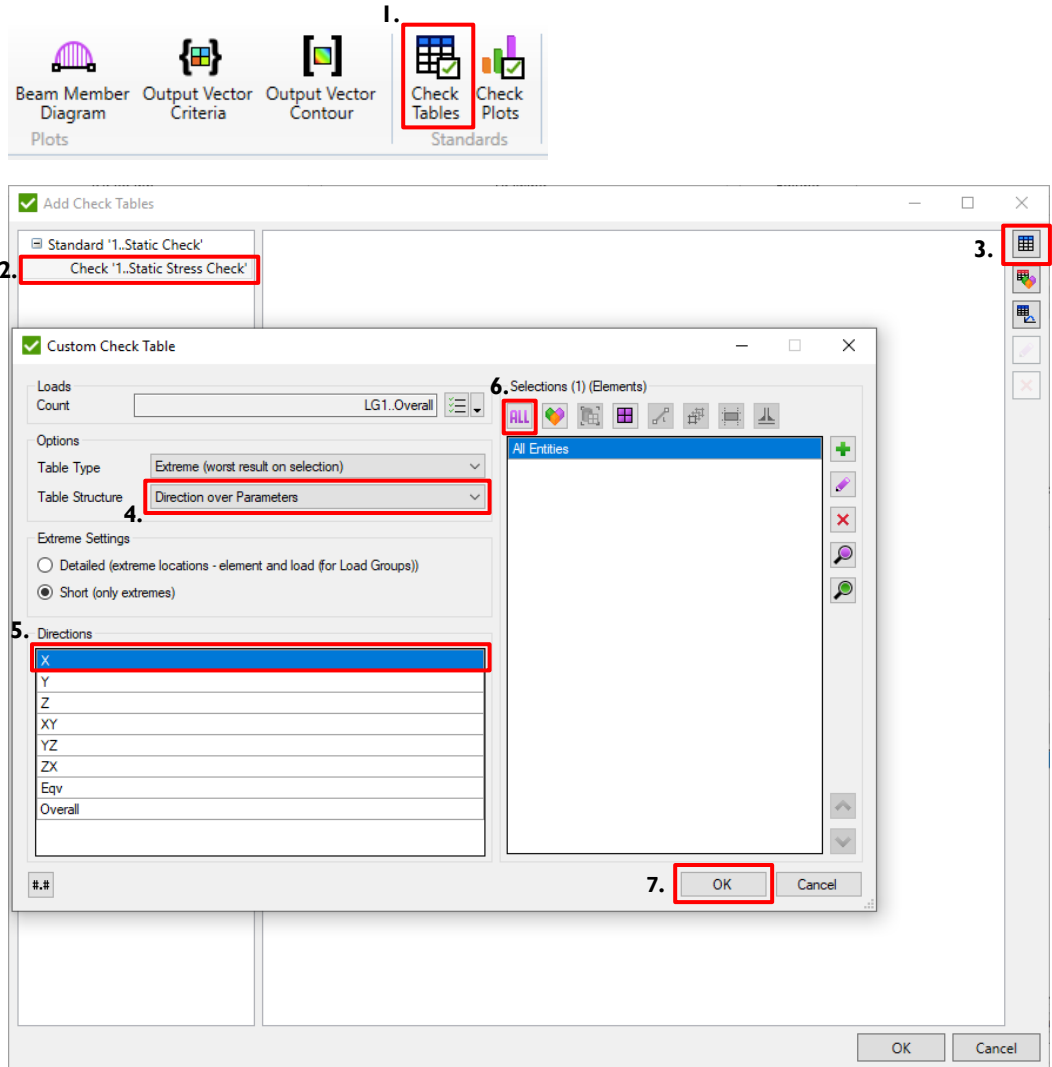 1.
Beam Member Diagram
Output Vector Criteria
Output Vector Contour
Check Tables
Check Plots
Plots
Standards
Add Check Tables
Standard '1..Static Check'
2.
Check '1..Static Stress Check'
3.
Custom Check Table
Loads
Count
LG1..Overall
Options
Table Type
Extreme (worst result on selection)
Table Structure
Direction over Parameters
4.
Extreme Settings
Detailed (extreme locations - element and load (for Load Groups))
Short (only extremes)
5.
Directions
X
Y
Z
XY
YZ
ZX
Eqv
Overall
#.#
6.
Selections (1) (Elements)
ALL
All Entities
7.
OK
Cancel
OK
Cancel